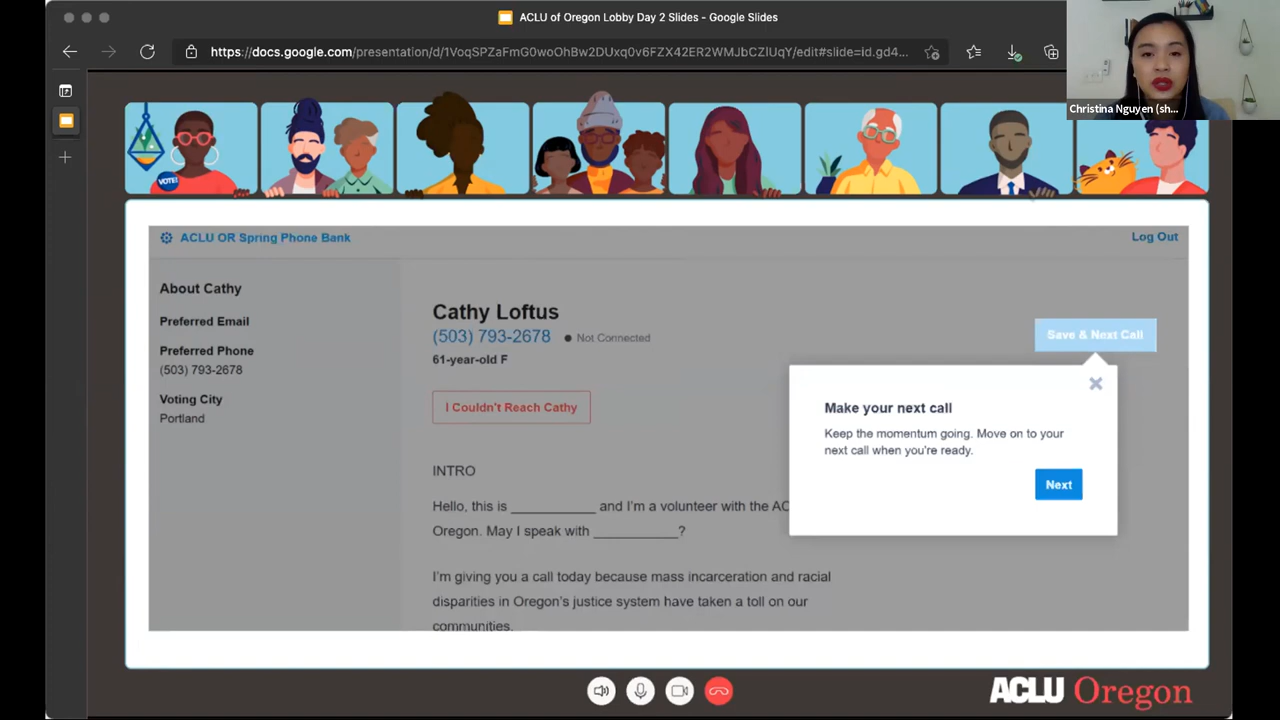 ACLU of Oregon Lobby Day 2 Slides - Google Slides
https://docs.google.com/presentation/d/1VoqSPZaFmG0woOhBw2DUxq0v6FZX42ER2WMJbCZIUqY/edit#slide=id.gd4...
Christina Nguyen (sh...
VOTE!
ACLU OR Spring Phone Bank
Log Out
About Cathy
Preferred Email
Preferred Phone
(503) 793-2678
Voting City
Portland
Cathy Loftus
(503) 793-2678
Not Connected
61-year-old F
Save & Next Call
I Couldn't Reach Cathy
Make your next call
Keep the momentum going. Move on to your
next call when you're ready.
Next
INTRO
Hello, this is ___________ and I'm a volunteer with the AC
Oregon. May I speak with ___________?
I'm giving you a call today because mass incarceration and racial
disparities in Oregon's justice system have taken a toll on our
communities.
ACLU Oregon